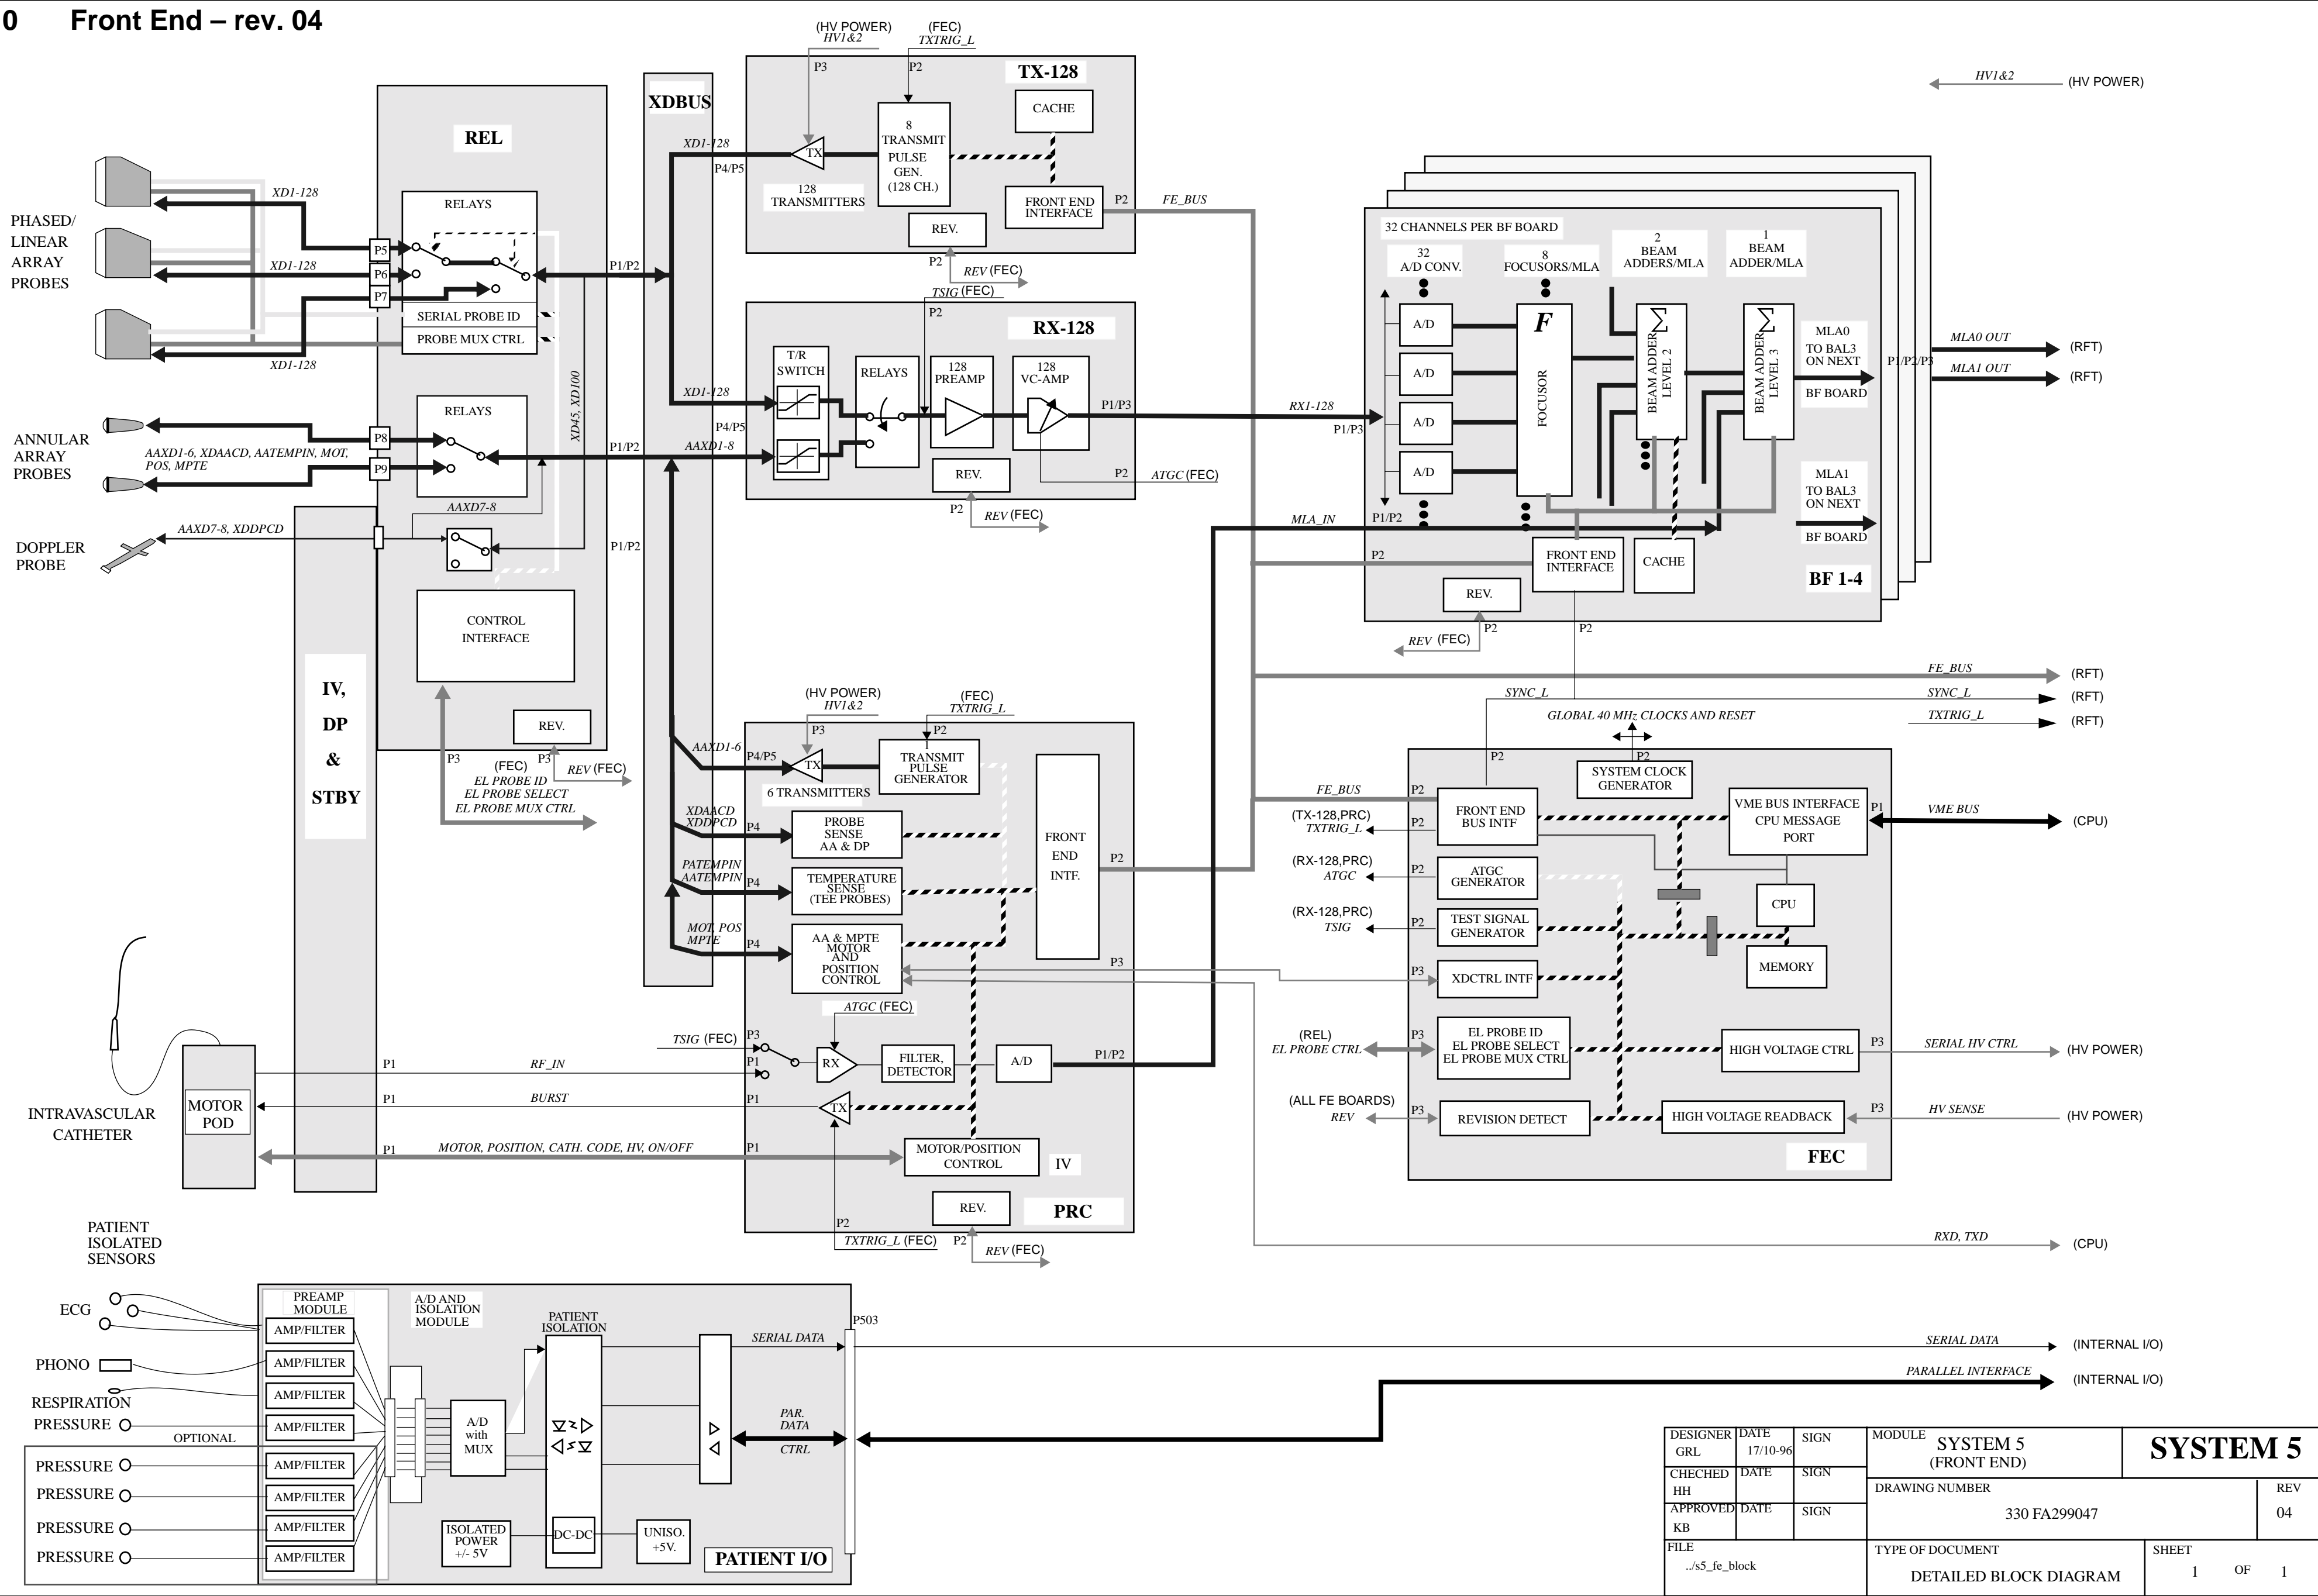 0 Front End – rev. 04
(HV POWER)
HV1&2
(FEC)
TXTRIG_L
P3
P2
TX-128
CACHE
8
TRANSMIT
PULSE
GEN.
(128 CH.)
TX
128
TRANSMITTERS
FRONT END
INTERFACE
REV.
P2
REV (FEC)
P2
FE_BUS
HV1&2
(HV POWER)
XDBUS
XD1-128
P4/P5
REL
PHASED/
LINEAR
ARRAY
PROBES
XD1-128
XD1-128
XD1-128
P5
P6
P7
RELAYS
SERIAL PROBE ID
PROBE MUX CTRL
P1/P2
XD45, XD100
ANNULAR
ARRAY
PROBES
AAXD1-6, XDAACD, AATEMPIN, MOT,
POS, MPTE
P8
P9
RELAYS
AAXD7-8
P1/P2
DOPPLER
PROBE
AAXD7-8, XDDPCD
P1/P2
CONTROL
INTERFACE
REV.
P3
P3
(FEC)
EL PROBE ID
EL PROBE SELECT
EL PROBE MUX CTRL
REV (FEC)
IV,
DP
&
STBY
TSIG (FEC)
P2
RX-128
T/R
SWITCH
RELAYS
128
PREAMP
128
VC-AMP
XD1-128
P4/P5
AAXD1-8
REV.
P2
REV (FEC)
P2
ATGC (FEC)
P1/P3
RX1-128
P1/P3
32 CHANNELS PER BF BOARD
32
A/D CONV.
8
FOCUSORS/MLA
2
BEAM
ADDERS/MLA
1
BEAM
ADDER/MLA
A/D
A/D
A/D
A/D
F
FOCUSOR
Σ
BEAM ADDER
LEVEL 2
Σ
BEAM ADDER
LEVEL 3
MLA0
TO BAL3
ON NEXT
BF BOARD
MLA1
TO BAL3
ON NEXT
BF BOARD
P1/P2/P3
MLA0 OUT
(RFT)
MLA1 OUT
(RFT)
MLA_IN
P1/P2
P2
FRONT END
INTERFACE
CACHE
BF 1-4
REV.
P2
REV (FEC)
P2
FE_BUS
(RFT)
SYNC_L
SYNC_L
(RFT)
GLOBAL 40 MHz CLOCKS AND RESET
TXTRIG_L
(RFT)
(HV POWER)
HV1&2
(FEC)
TXTRIG_L
P3
P2
AAXD1-6
P4/P5
TX
1
TRANSMIT
PULSE
GENERATOR
6 TRANSMITTERS
XDAACD
XDDPCD
P4
PROBE
SENSE
AA & DP
PATEMPIN
AATEMPIN
P4
TEMPERATURE
SENSE
(TEE PROBES)
MOT, POS
MPTE
P4
AA & MPTE
MOTOR
AND
POSITION
CONTROL
FRONT
END
INTF.
P2
P3
ATGC (FEC)
TSIG (FEC)
P3
P1
RX
FILTER,
DETECTOR
A/D
P1/P2
TX
P1
RF_IN
P1
BURST
P1
P1
MOTOR, POSITION, CATH. CODE, HV, ON/OFF
P1
MOTOR/POSITION
CONTROL
IV
REV.
PRC
P2
TXTRIG_L (FEC)
P2
REV (FEC)
INTRAVASCULAR
CATHETER
MOTOR
POD
P2
P2
SYSTEM CLOCK
GENERATOR
FE_BUS
P2
FRONT END
BUS INTF
VME BUS INTERFACE
CPU MESSAGE
PORT
P1
VME BUS
(CPU)
(TX-128,PRC)
TXTRIG_L
P2
(RX-128,PRC)
ATGC
P2
ATGC
GENERATOR
CPU
(RX-128,PRC)
TSIG
P2
TEST SIGNAL
GENERATOR
MEMORY
P3
XDCTRL INTF
(REL)
EL PROBE CTRL
P3
EL PROBE ID
EL PROBE SELECT
EL PROBE MUX CTRL
HIGH VOLTAGE CTRL
P3
SERIAL HV CTRL
(HV POWER)
(ALL FE BOARDS)
REV
P3
REVISION DETECT
HIGH VOLTAGE READBACK
P3
HV SENSE
(HV POWER)
FEC
RXD, TXD
(CPU)
PATIENT
ISOLATED
SENSORS
ECG
PHONO
RESPIRATION
PRESSURE
OPTIONAL
PRESSURE
PRESSURE
PRESSURE
PRESSURE
PREAMP
MODULE
AMP/FILTER
AMP/FILTER
AMP/FILTER
AMP/FILTER
AMP/FILTER
AMP/FILTER
AMP/FILTER
AMP/FILTER
A/D AND
ISOLATION
MODULE
A/D
with
MUX
PATIENT
ISOLATION
ISOLATED
POWER
+/- 5V
DC-DC
UNISO.
+5V.
SERIAL DATA
PAR.
DATA
CTRL
P503
PATIENT I/O
SERIAL DATA
(INTERNAL I/O)
PARALLEL INTERFACE
(INTERNAL I/O)
DESIGNER
GRL
DATE
17/10-96
SIGN
MODULE
SYSTEM 5
(FRONT END)
SYSTEM 5
CHECHED
HH
DATE
SIGN
DRAWING NUMBER
330 FA299047
REV
04
APPROVED
KB
DATE
SIGN
FILE
../s5_fe_block
TYPE OF DOCUMENT
DETAILED BLOCK DIAGRAM
SHEET
1 OF 1